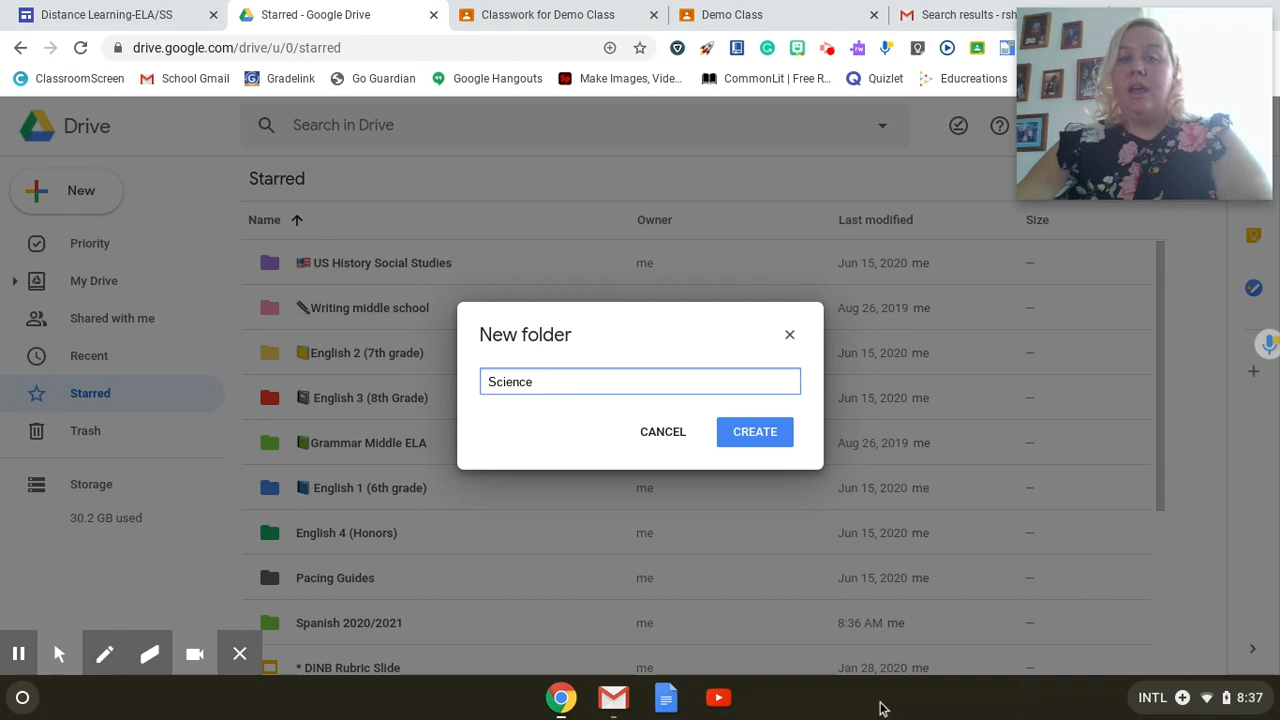 Distance Learning-ELA/SS
Starred - Google Drive
Classwork for Demo Class
Demo Class
Search results - rsh
drive.google.com/drive/u/0/starred
ClassroomScreen
School Gmail
Gradelink
Go Guardian
Google Hangouts
Make Images, Vide...
CommonLit | Free R...
Quizlet
Educreations
Drive
Search in Drive
New
Starred
Name
Owner
Last modified
Size
Priority
My Drive
Shared with me
Recent
Starred
Trash
Storage
30.2 GB used
US History Social Studies me Jun 15, 2020 me —
Writing middle school Aug 26, 2019 me —
English 2 (7th grade) Jun 15, 2020 me —
English 3 (8th Grade) Jun 15, 2020 me —
Grammar Middle ELA Aug 26, 2019 me —
English 1 (6th grade) me Jun 15, 2020 me —
English 4 (Honors) me Jun 15, 2020 me —
Pacing Guides me Jun 15, 2020 me —
Spanish 2020/2021 me 8:36 AM me —
* DINB Rubric Slide me Jan 28, 2020 me —
New folder
Science
CANCEL
CREATE
INTL
8:37